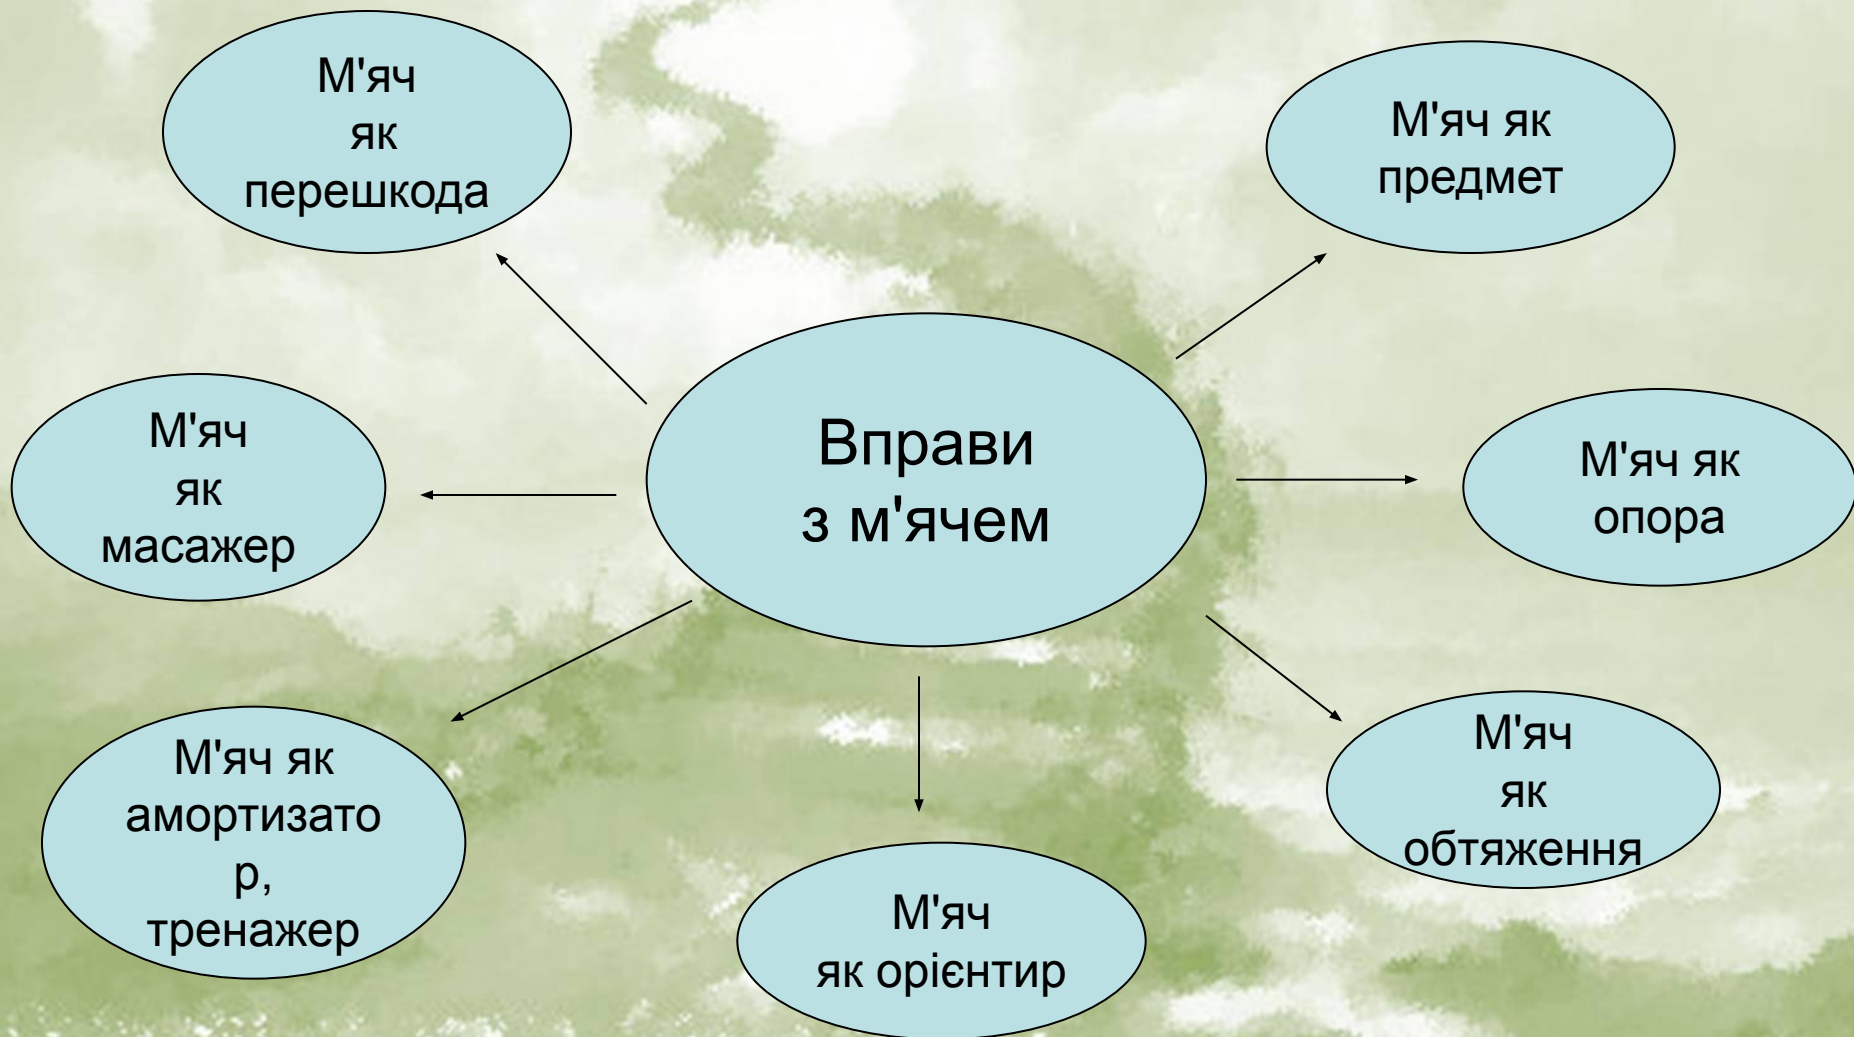 М'яч
як
перешкода
М'яч як
предмет
Вправи
з м'ячем
М'яч
як
масажер
М'яч як
опора
М'яч як
амортизато
р,
тренажер
М'яч
як орієнтир
М'яч
як
обтяження